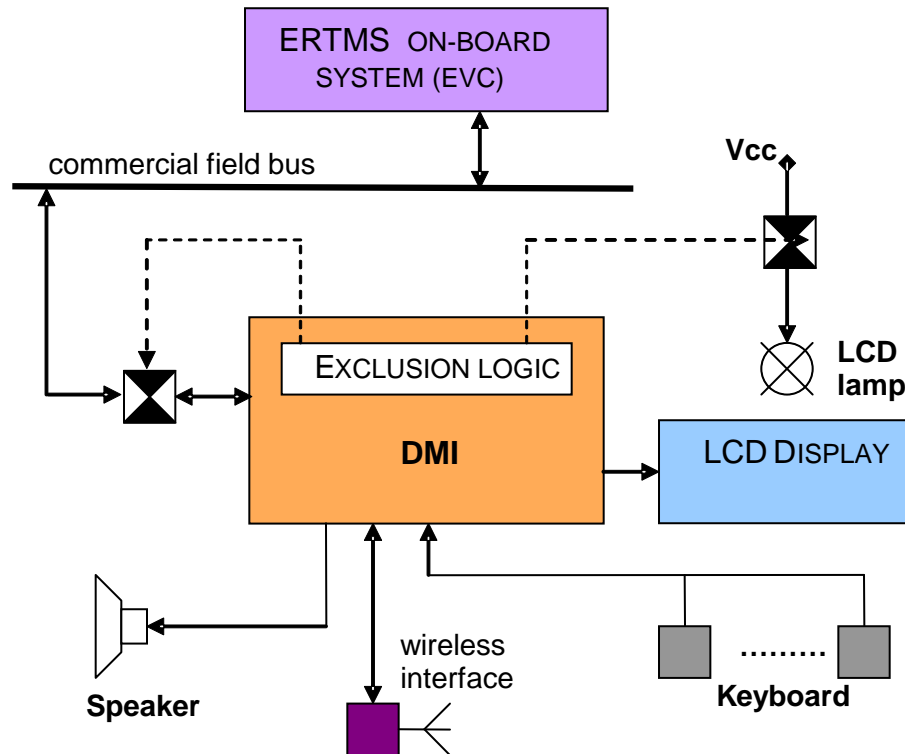 ERTMS ON-BOARD
SYSTEM (EVC)
commercial field bus
Vcc
EXCLUSION LOGIC
LCD
lamp
DMI
LCD DISPLAY
wireless
interface
Speaker
.........
Keyboard